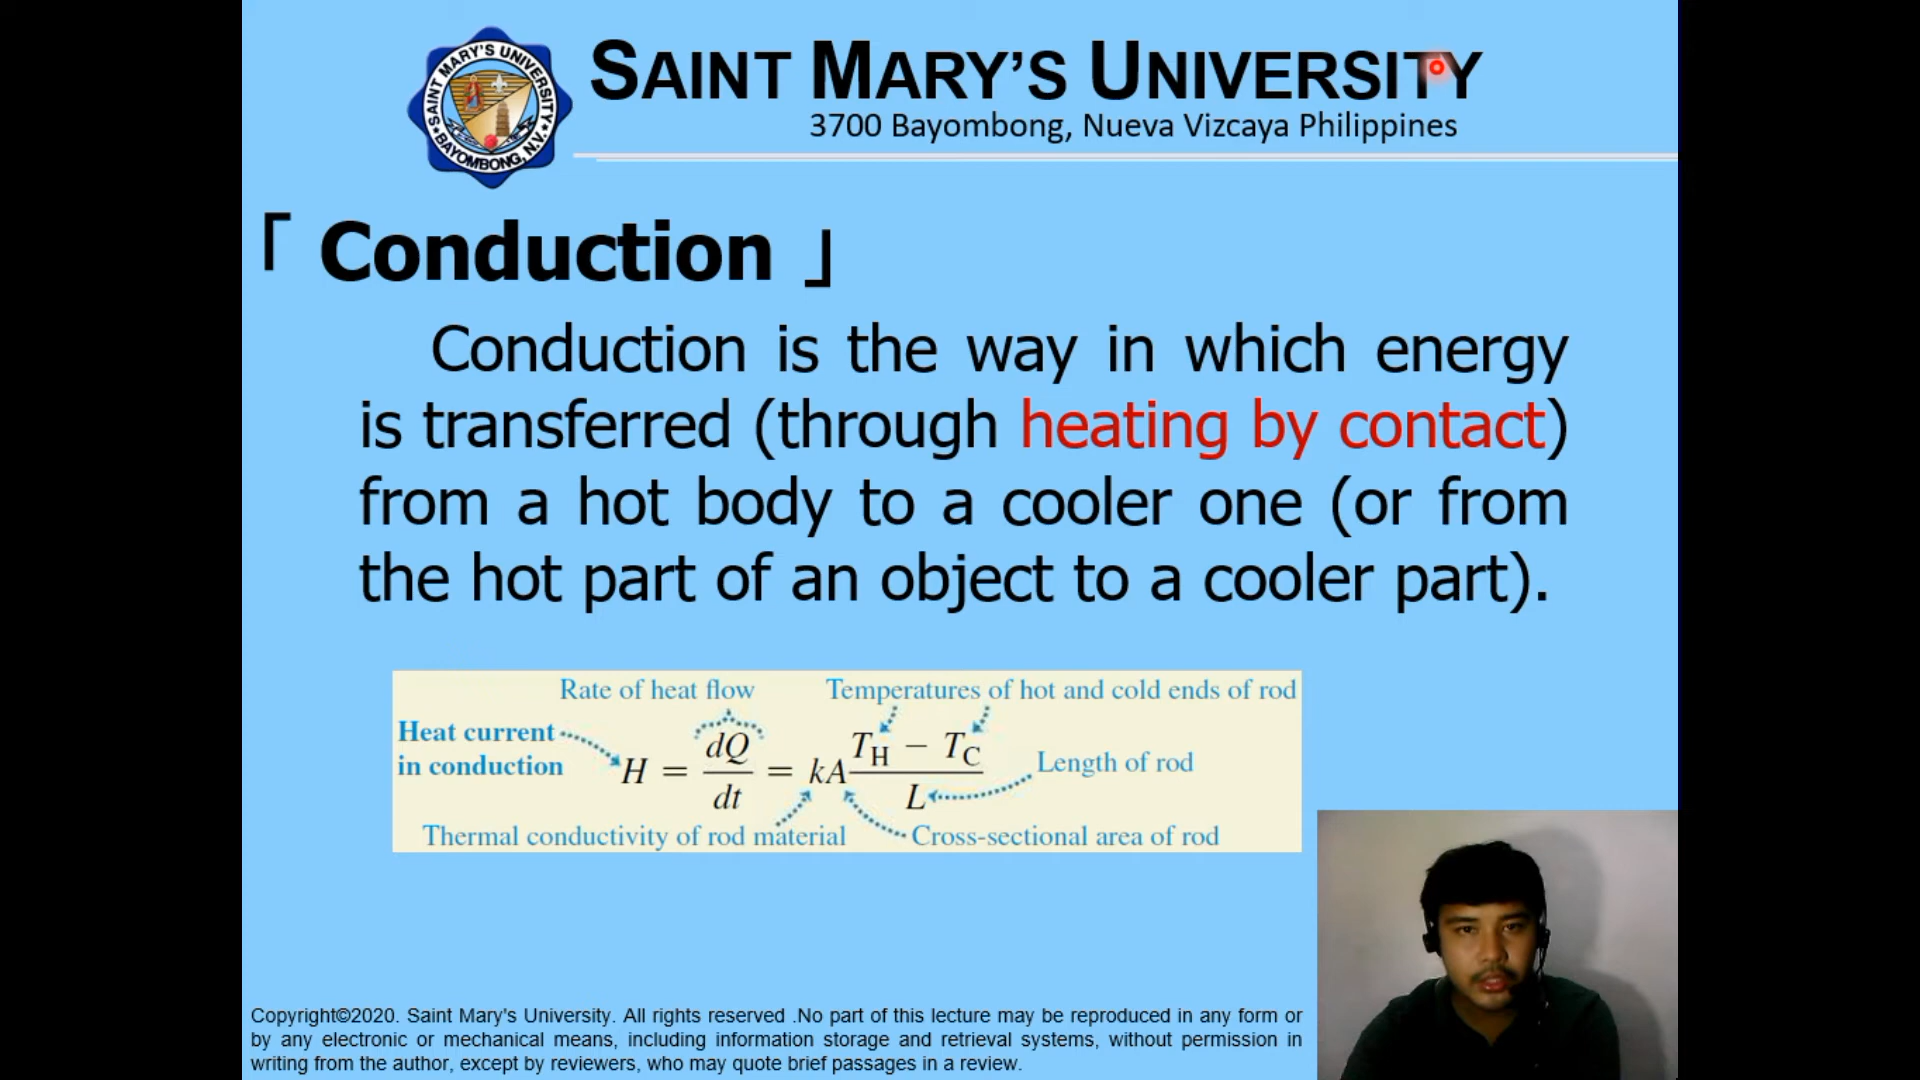 SAINT MARY'S UNIVERSITY
3700 Bayombong, Nueva Vizcaya Philippines
SAINT MARY'S UNIVERSITY
BAYOMBONG, N.V.
「 Conduction 」
Conduction is the way in which energy
is transferred (through heating by contact)
from a hot body to a cooler one (or from
the hot part of an object to a cooler part).
Rate of heat flow
Temperatures of hot and cold ends of rod
Heat current
in conduction
H = dQ/dt = kA (T_H − T_C)/L
Length of rod
Thermal conductivity of rod material
Cross-sectional area of rod
Copyright©2020. Saint Mary's University. All rights reserved .No part of this lecture may be reproduced in any form or
by any electronic or mechanical means, including information storage and retrieval systems, without permission in
writing from the author, except by reviewers, who may quote brief passages in a review.